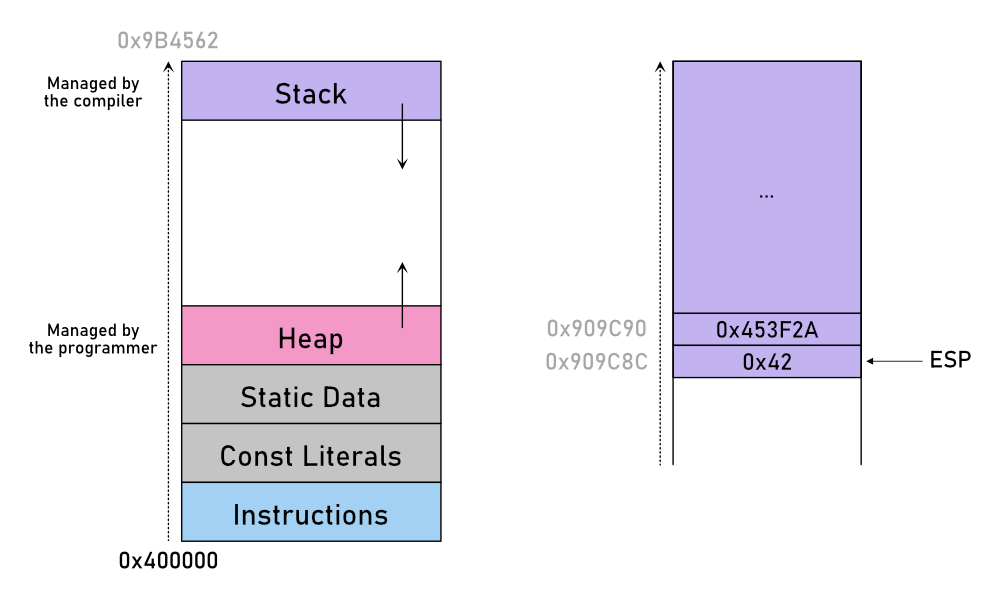 0x9B4562
Managed by
the compiler
Stack
Managed by
the programmer
Heap
Static Data
Const Literals
Instructions
0x400000
...
0x909C90
0x453F2A
0x909C8C
0x42
ESP